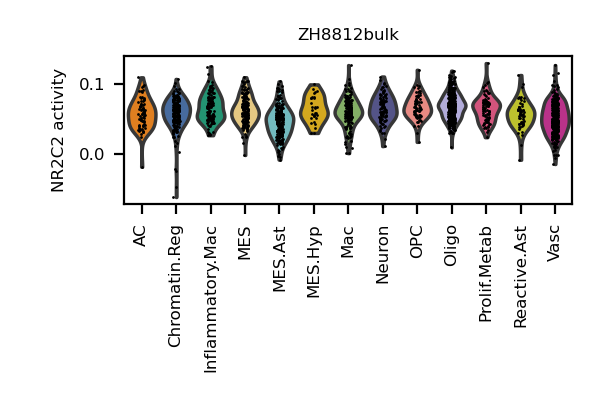 ZH8812bulk
NR2C2 activity
0.1
0.0
AC
Chromatin.Reg
Inflammatory.Mac
MES
MES.Ast
MES.Hyp
Mac
Neuron
OPC
Oligo
Prolif.Metab
Reactive.Ast
Vasc